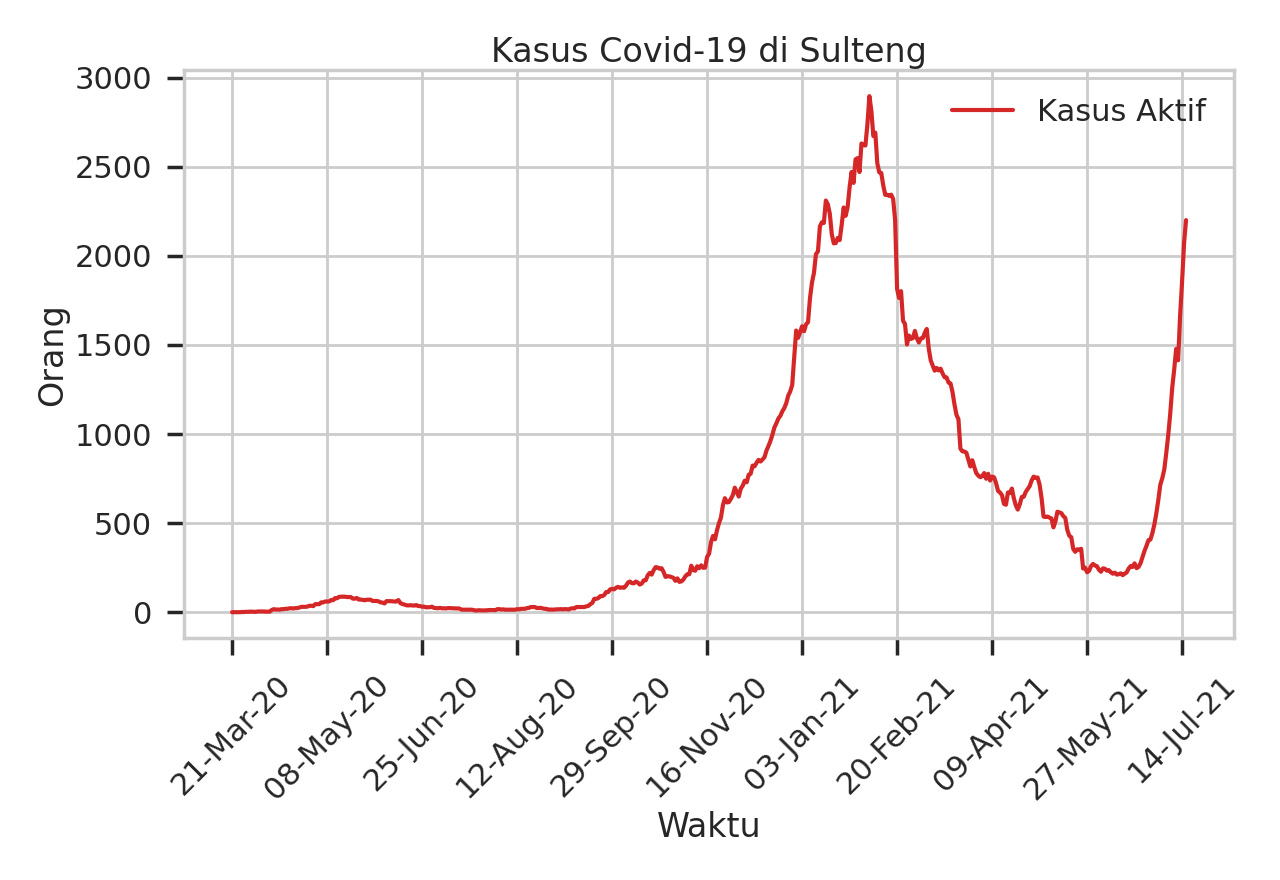 Kasus Covid-19 di Sulteng
Kasus Aktif
Orang
3000
2500
2000
1500
1000
500
0
21-Mar-20
08-May-20
25-Jun-20
12-Aug-20
29-Sep-20
16-Nov-20
03-Jan-21
20-Feb-21
09-Apr-21
27-May-21
14-Jul-21
Waktu